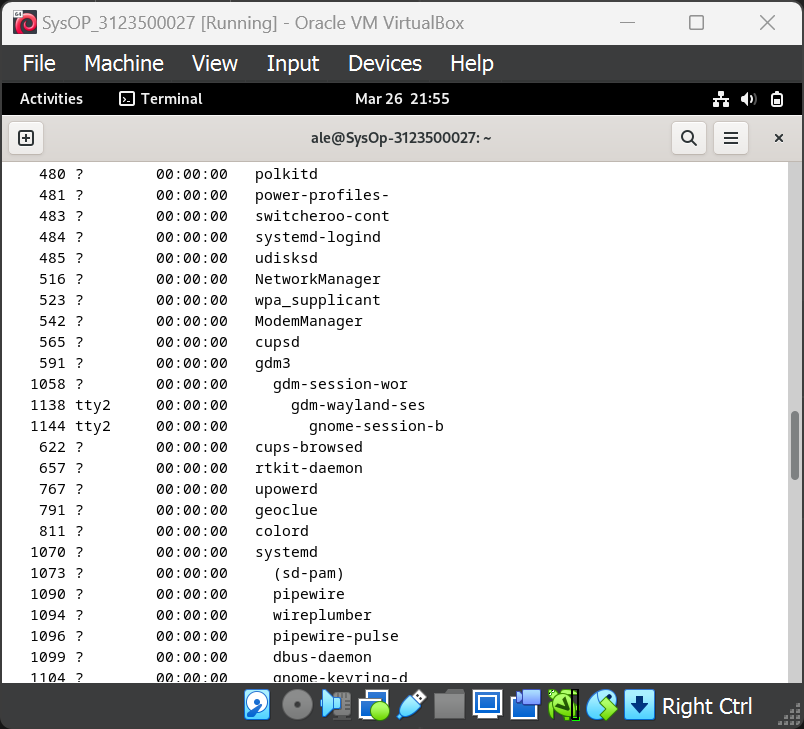 SysOP_3123500027 [Running] - Oracle VM VirtualBox
File Machine View Input Devices Help
Activities Terminal Mar 26 21:55
ale@SysOp-3123500027: ~
480 ? 00:00:00 polkitd
481 ? 00:00:00 power-profiles-
483 ? 00:00:00 switcheroo-cont
484 ? 00:00:00 systemd-logind
485 ? 00:00:00 udisksd
516 ? 00:00:00 NetworkManager
523 ? 00:00:00 wpa_supplicant
542 ? 00:00:00 ModemManager
565 ? 00:00:00 cupsd
591 ? 00:00:00 gdm3
1058 ? 00:00:00 gdm-session-wor
1138 tty2 00:00:00 gdm-wayland-ses
1144 tty2 00:00:00 gnome-session-b
622 ? 00:00:00 cups-browsed
657 ? 00:00:00 rtkit-daemon
767 ? 00:00:00 upowerd
791 ? 00:00:00 geoclue
811 ? 00:00:00 colord
1070 ? 00:00:00 systemd
1073 ? 00:00:00 (sd-pam)
1090 ? 00:00:00 pipewire
1094 ? 00:00:00 wireplumber
1096 ? 00:00:00 pipewire-pulse
1099 ? 00:00:00 dbus-daemon
1104 ? 00:00:00 gnome-keyring-d
Right Ctrl